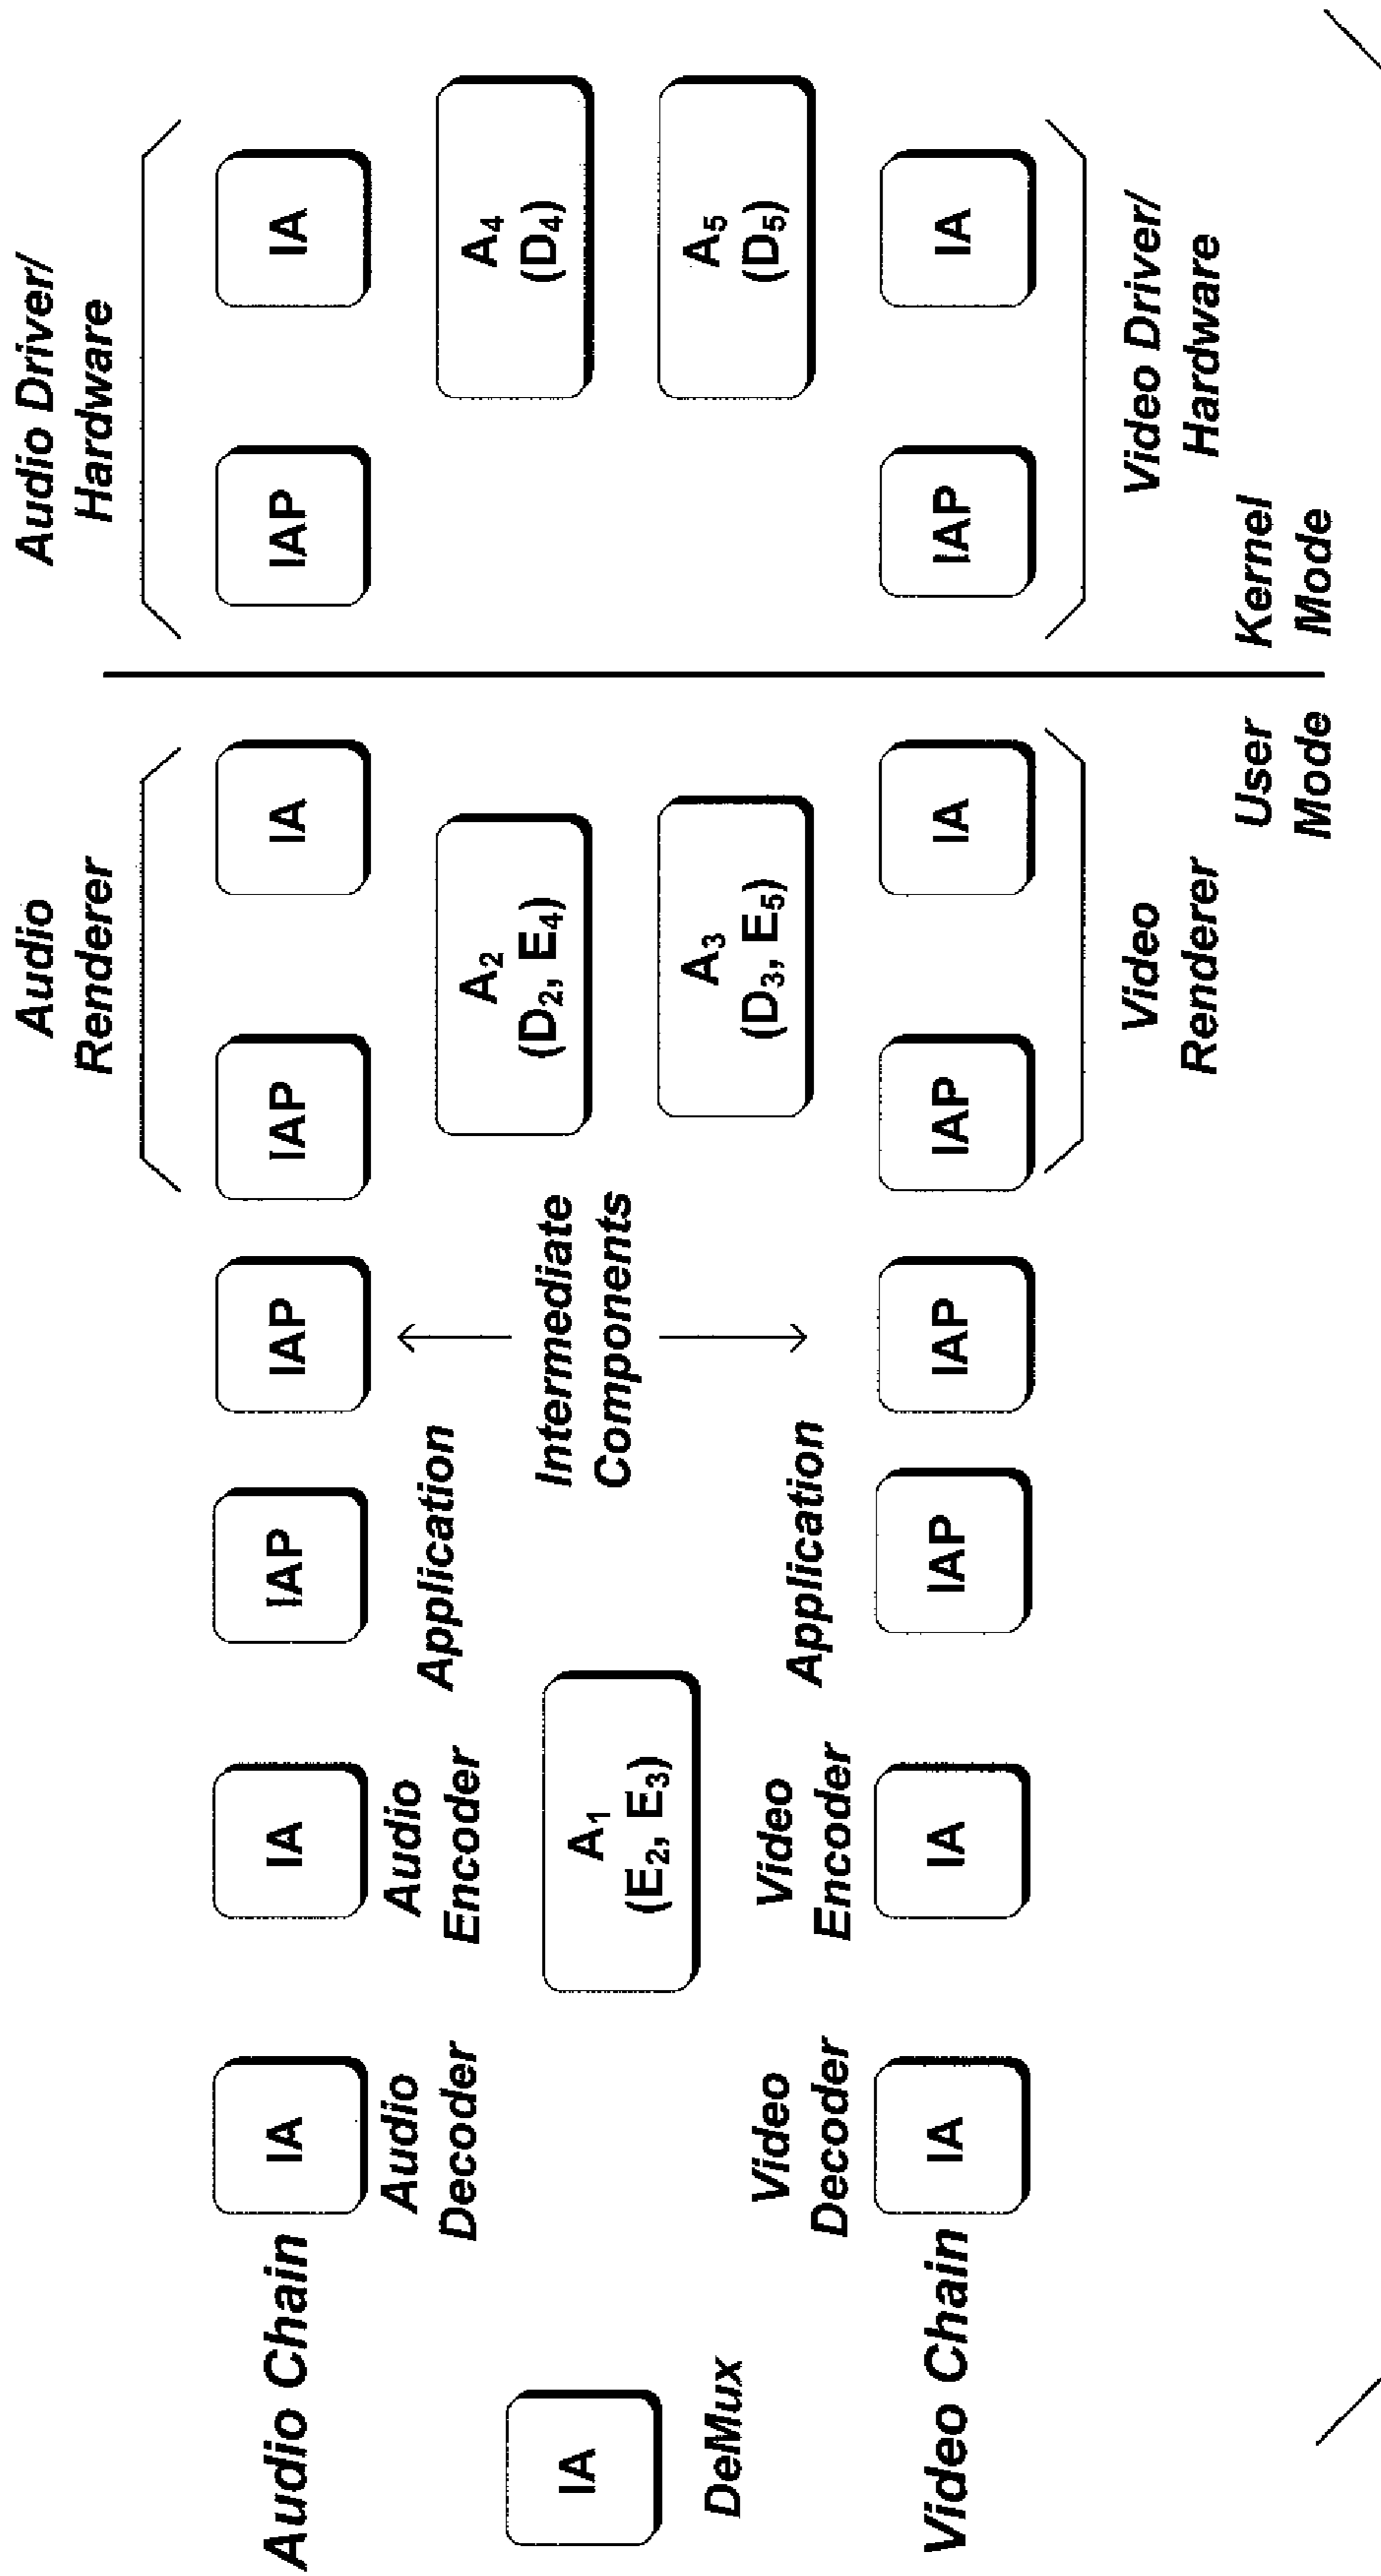 Audio Driver/
Hardware
Audio
Renderer
Audio Chain
IA
IA
IAP
IAP
IAP
IA
IAP
IA
Audio
Decoder
Audio
Encoder
Application
Intermediate
Components
A2
(D2, E4)
A4
(D4)
IA
DeMux
A1
(E2, E3)
A3
(D3, E5)
A5
(D5)
Video
Decoder
Video
Encoder
Application
Video Chain
IA
IA
IAP
IAP
IAP
IA
IAP
IA
Video
Renderer
Video Driver/
Hardware
User
Mode
Kernel
Mode